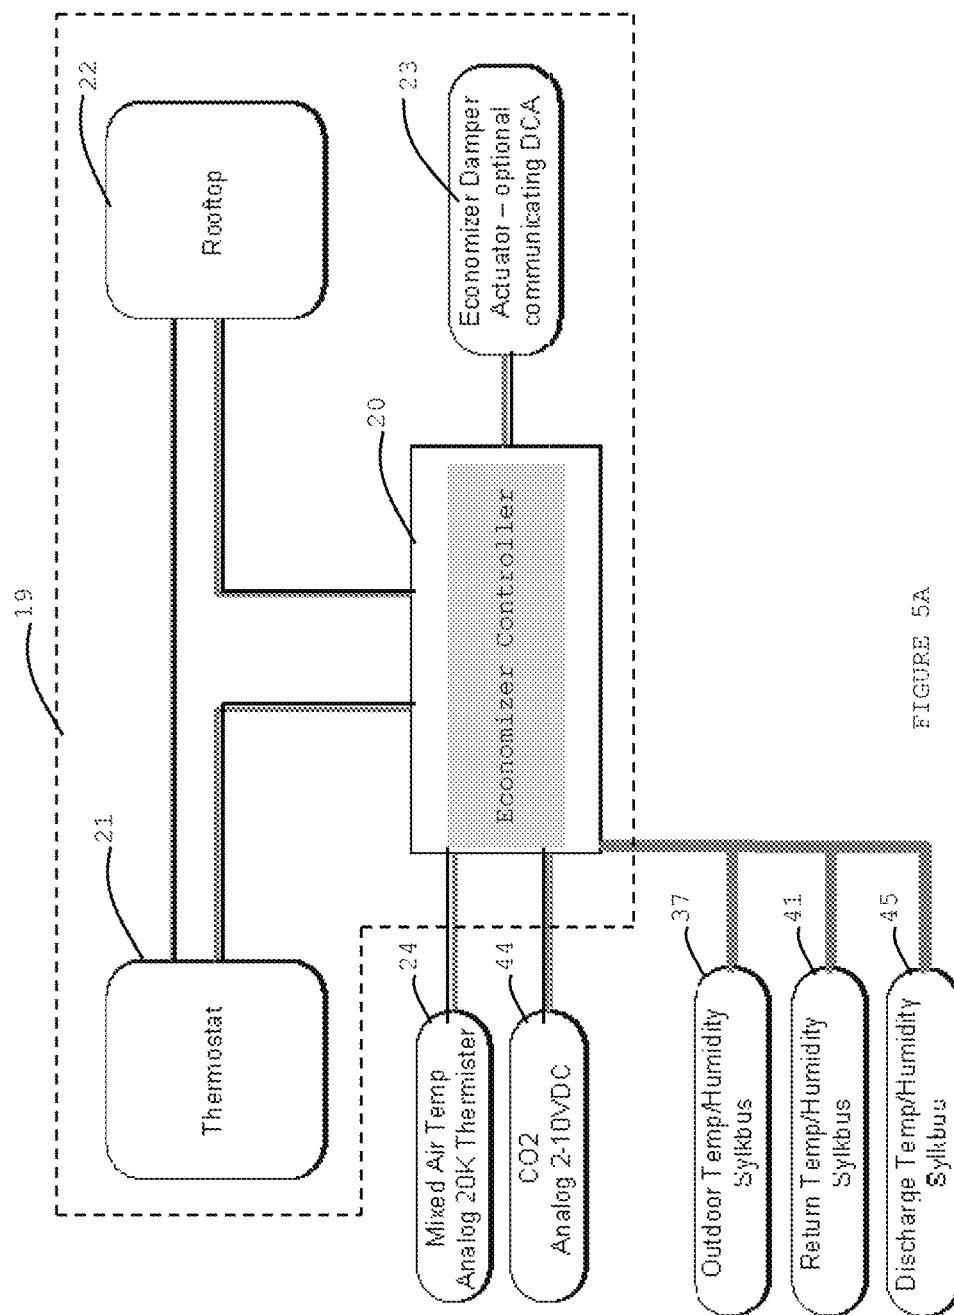 19
21
Thermostat
22
Rooftop
20
Economizer Controller
23
Economizer Damper
Actuator – optional
communicating DCA
24
Mixed Air Temp
Analog 20K Thermister
44
CO2
Analog 2-10VDC
37
Outdoor Temp/Humidity
Sylkbus
41
Return Temp/Humidity
Sylkbus
45
Discharge Temp/Humidity
Sylkbuu
FIGURE 5A